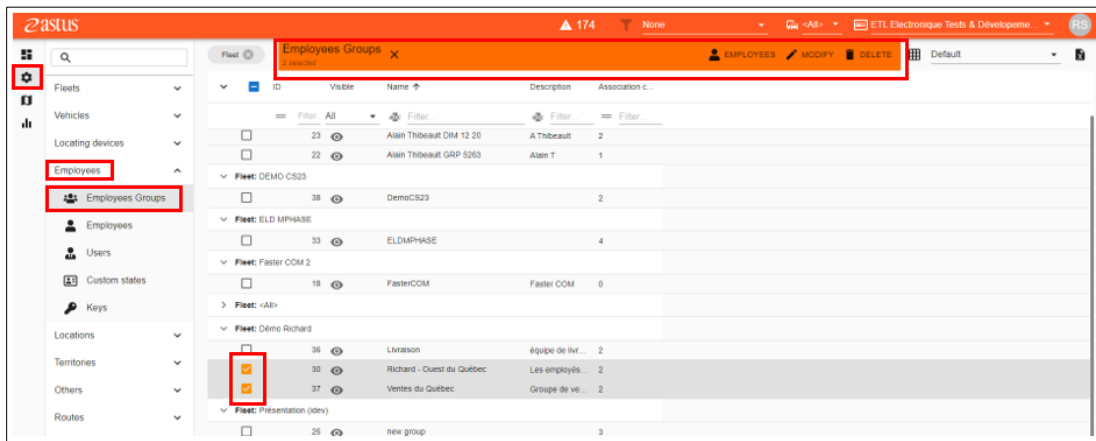 astus
174
None
<All>
ETL Electronique Tests & Développeme...
RS
Fleets
Vehicles
Locating devices
Employees
Employees Groups
Employees
Users
Custom states
Keys
Locations
Territories
Others
Routes
Fleet
Employees Groups
2 selected
EMPLOYEES MODIFY DELETE
Default
ID Visible Name Description Association c...
Filter... All Filter... Filter... Filter...
23 Alain Thibeault DIM 12 20 A Thibeault 2
22 Alain Thibeault GRP 5263 Alain T 1
Fleet: DEMO CS23
38 DemoCS23 2
Fleet: ELD MPHASE
33 ELDMPHASE 4
Fleet: Faster COM 2
18 FasterCOM Faster COM 0
Fleet: <All>
Fleet: Démo Richard
36 Livraison équipe de livr... 2
30 Richard - Ouest du Québec Les employés... 2
37 Ventes du Québec Groupe de ve... 2
Fleet: Présentation (idev)
26 new group 3